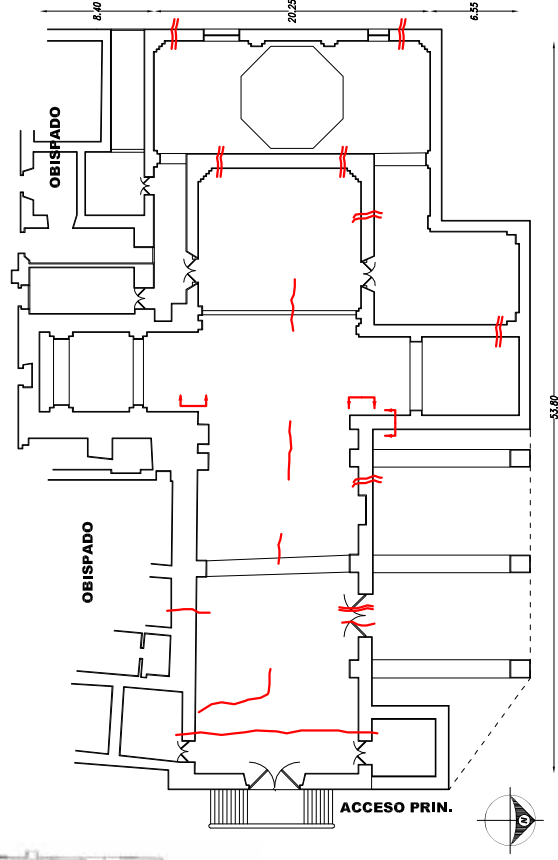 8.40
20.25
6.55
OBISPADO
53.80
OBISPADO
ACCESO PRIN.
N